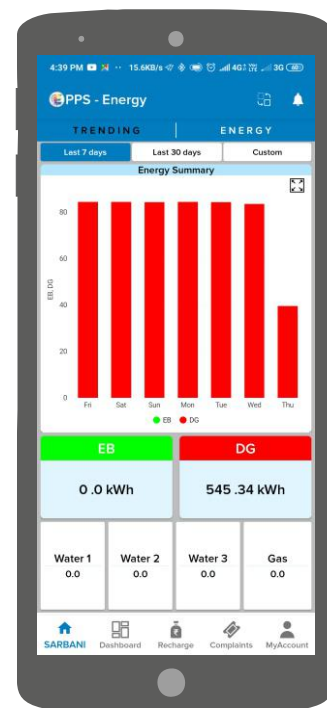 4:39 PM 15.6KB/s 4G 3G 60
PPS - Energy
TRENDING ENERGY
Last 7 days Last 30 days Custom
Energy Summary
80
60
EB, DG
40
20
0
Fri Sat Sun Mon Tue Wed Thu
EB DG
EB DG
0 .0 kWh 545 .34 kWh
Water 1 Water 2 Water 3 Gas
0.0 0.0 0.0 0.0
SARBANI Dashboard Recharge Complaints MyAccount